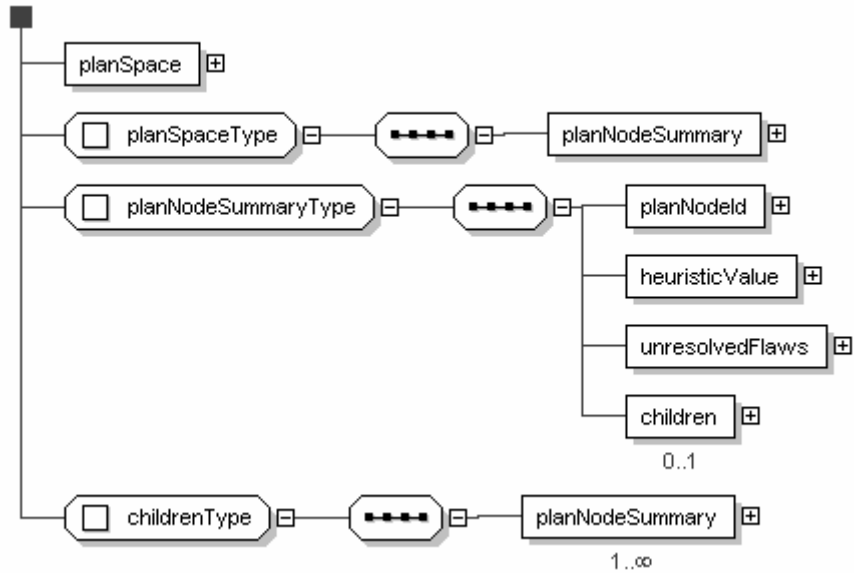 planSpace
planSpaceType
planNodeSummary
planNodeSummaryType
planNodeId
heuristicValue
unresolvedFlaws
children
0..1
childrenType
planNodeSummary
1..∞